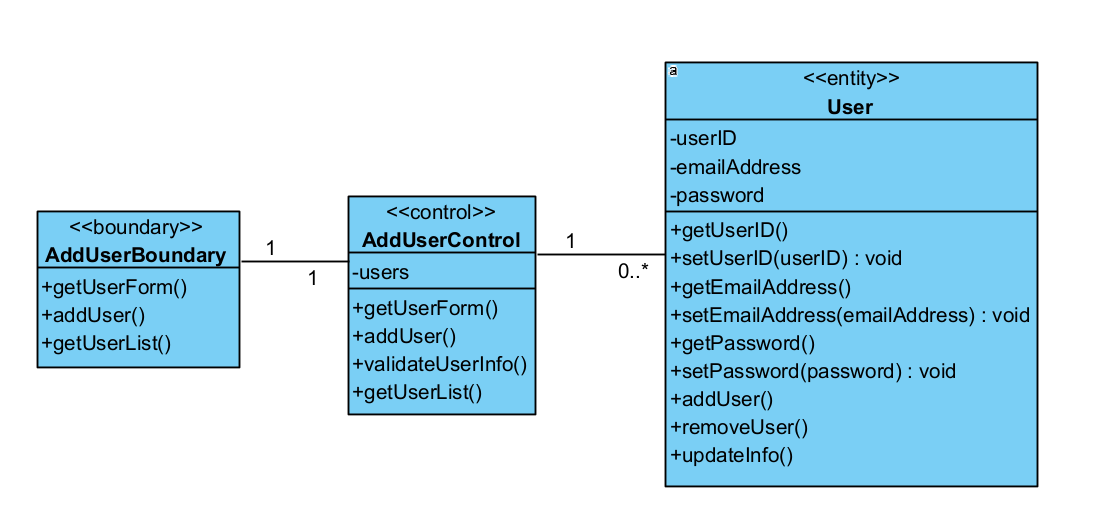 <<boundary>>
AddUserBoundary
+getUserForm()
+addUser()
+getUserList()
1
1
<<control>>
AddUserControl
-users
+getUserForm()
+addUser()
+validateUserInfo()
+getUserList()
1
0..*
a
<<entity>>
User
-userID
-emailAddress
-password
+getUserID()
+setUserID(userID) : void
+getEmailAddress()
+setEmailAddress(emailAddress) : void
+getPassword()
+setPassword(password) : void
+addUser()
+removeUser()
+updateInfo()